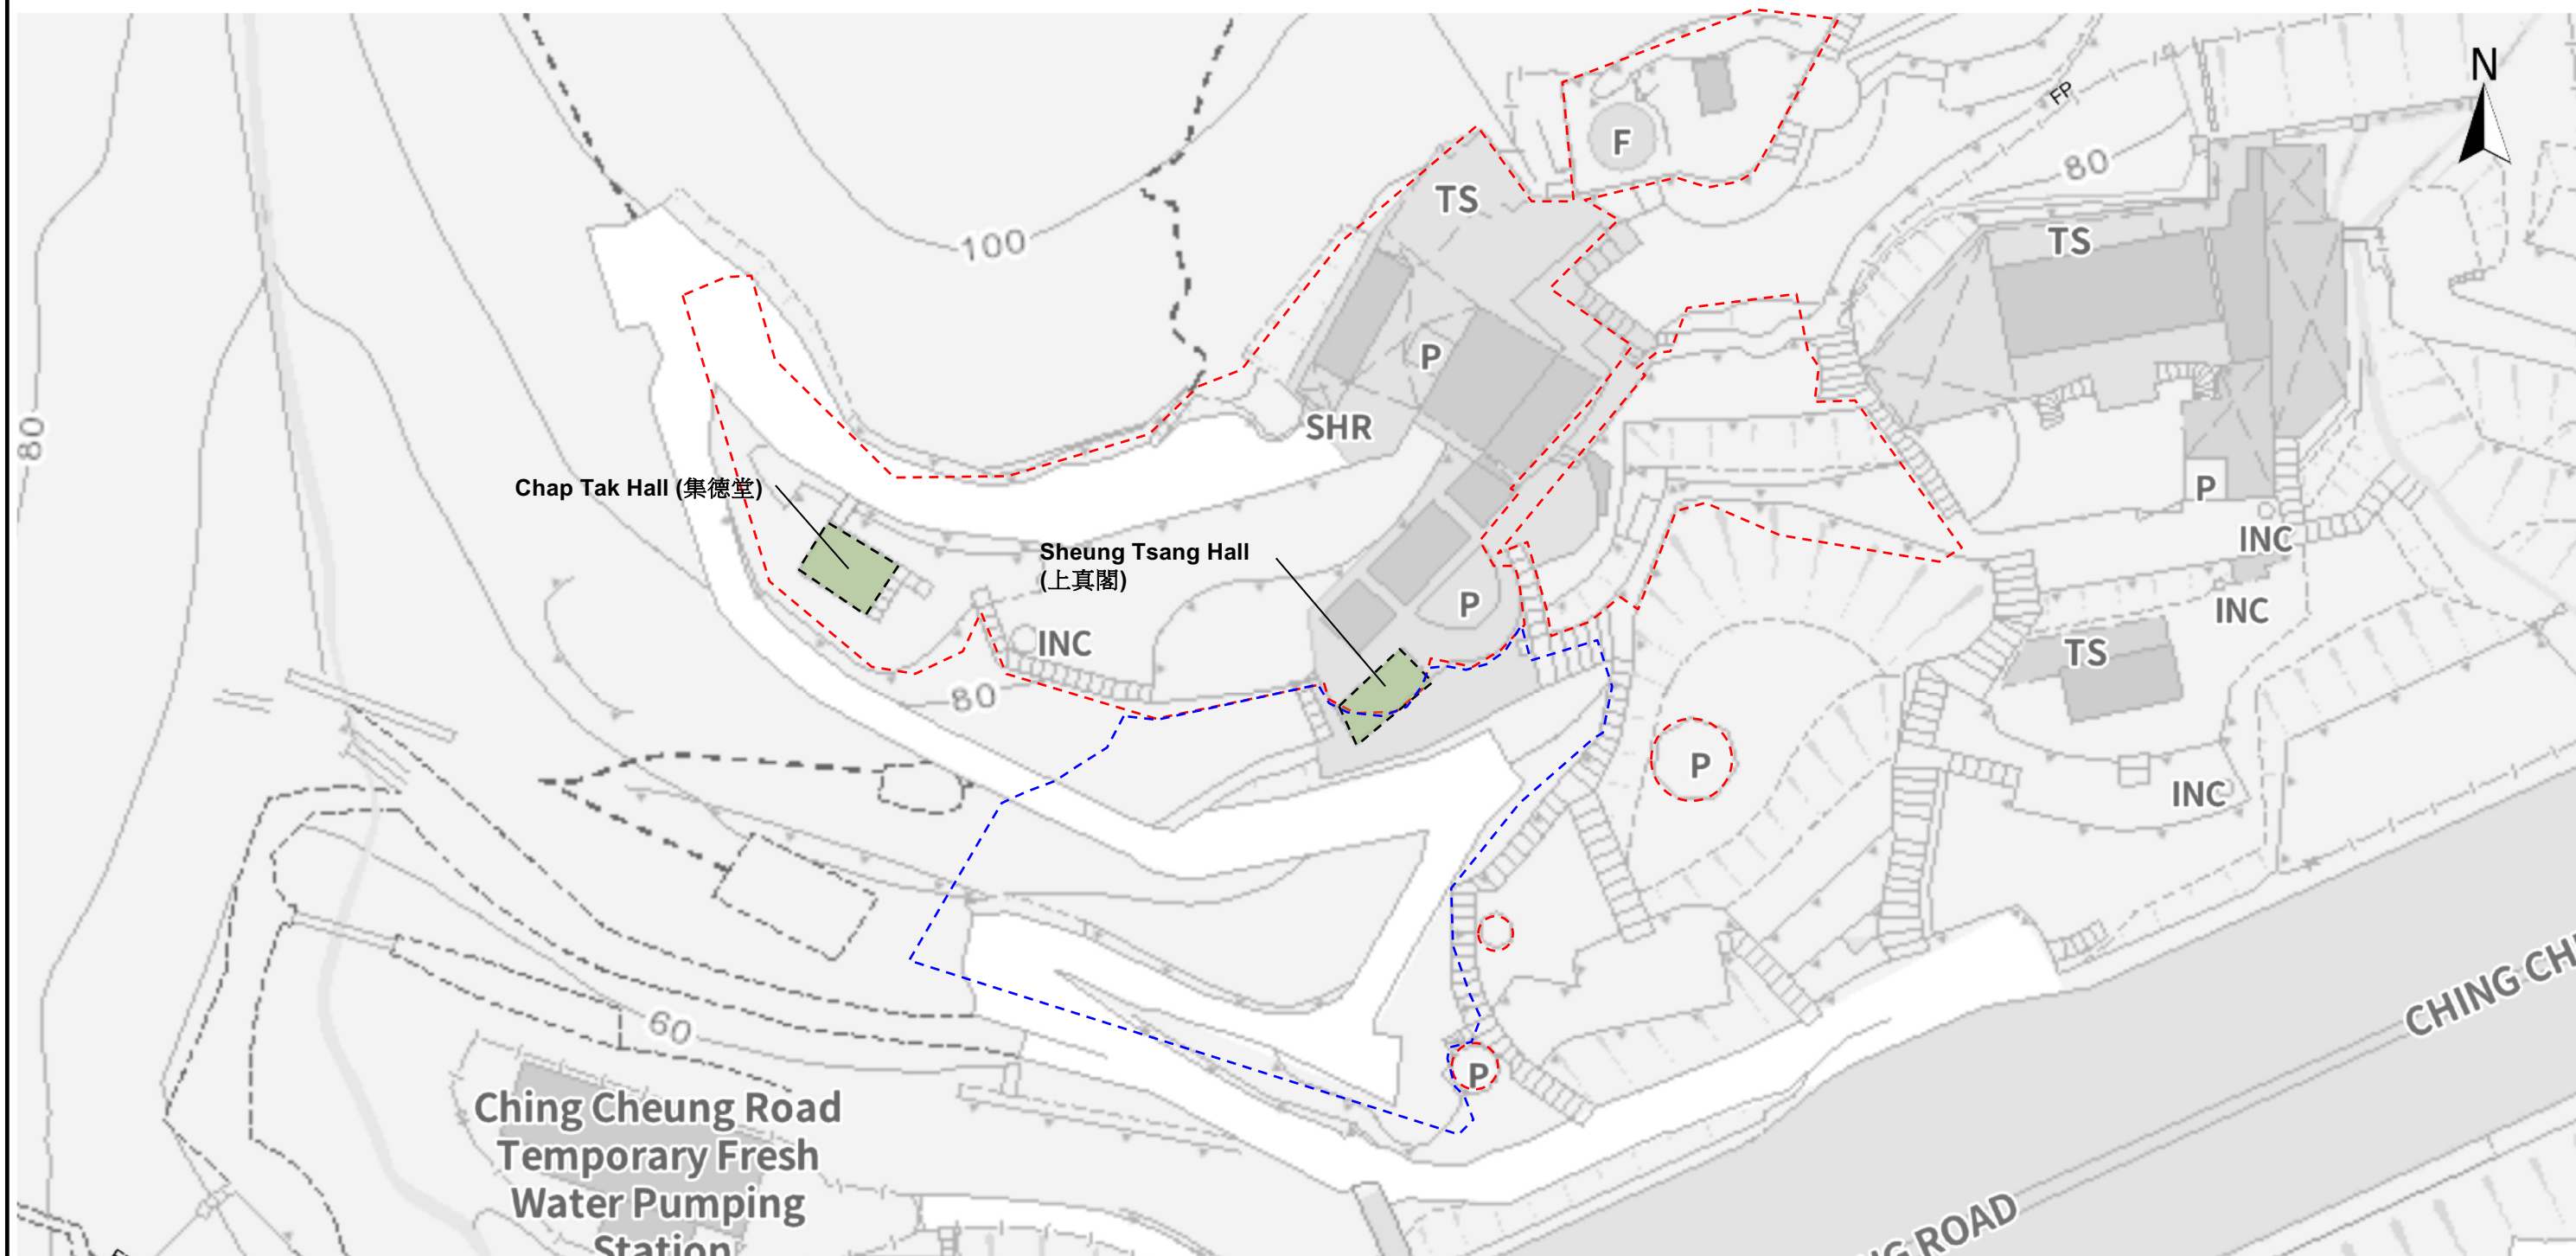 N
FP
80
F
TS
TS
100
P
SHR
80
Chap Tak Hall (集德堂)
P
INC
Sheung Tsang Hall
(上真閣)
P
INC
INC
TS
80
P
INC
CHING CH
60
P
Ching Cheung Road
Temporary Fresh
Water Pumping
Station
G ROAD